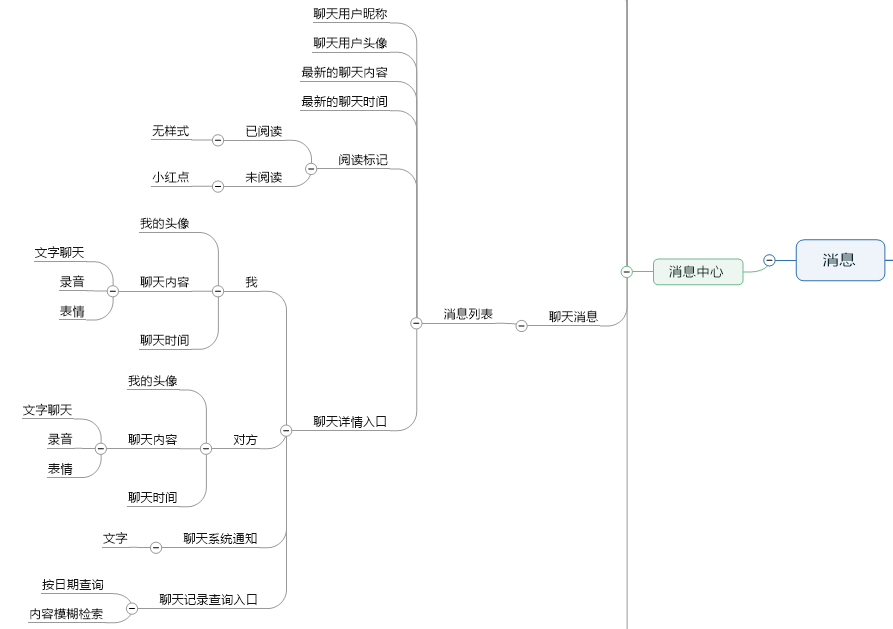 聊天用户昵称
聊天用户头像
最新的聊天内容
最新的聊天时间
无样式
已阅读
阅读标记
小红点
未阅读
我的头像
文字聊天
录音
聊天内容
我
表情
聊天时间
消息
消息中心
消息列表
聊天消息
我的头像
文字聊天
聊天详情入口
录音
聊天内容
对方
表情
聊天时间
文字
聊天系统通知
按日期查询
聊天记录查询入口
内容模糊检索